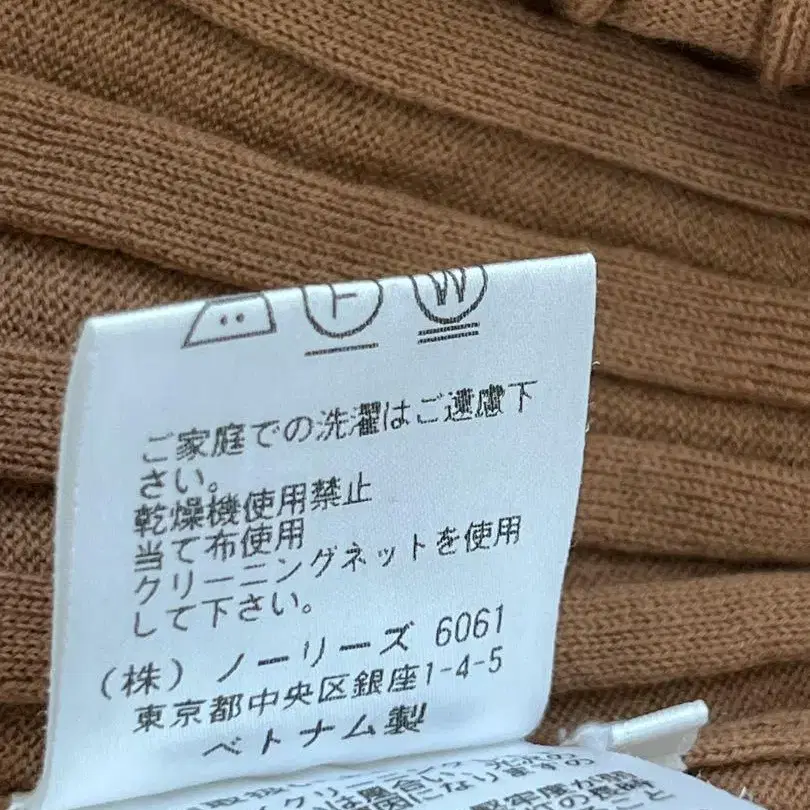 F W
ご家庭での洗濯はご遠慮下
さい。
乾燥機使用禁止
当て布使用
クリーニングネットを使用
して下さい。
(株) ノーリーズ 6061
東京都中央区銀座1-4-5
ベトナム製